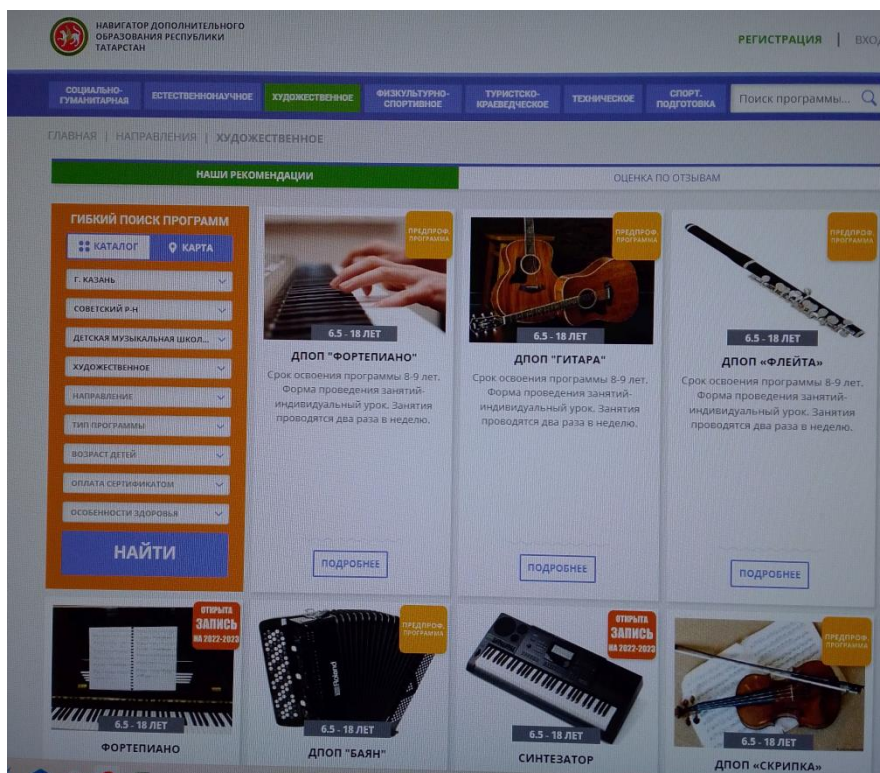 НАВИГАТОР ДОПОЛНИТЕЛЬНОГО
ОБРАЗОВАНИЯ РЕСПУБЛИКИ
ТАТАРСТАН
РЕГИСТРАЦИЯ | ВХОД
СОЦИАЛЬНО-
ГУМАНИТАРНАЯ
ЕСТЕСТВЕННОНАУЧНОЕ
ХУДОЖЕСТВЕННОЕ
ФИЗКУЛЬТУРНО-
СПОРТИВНОЕ
ТУРИСТСКО-
КРАЕВЕДЧЕСКОЕ
ТЕХНИЧЕСКОЕ
СПОРТ.
ПОДГОТОВКА
Поиск программы...
ГЛАВНАЯ | НАПРАВЛЕНИЯ | ХУДОЖЕСТВЕННОЕ
НАШИ РЕКОМЕНДАЦИИ
ОЦЕНКА ПО ОТЗЫВАМ
ГИБКИЙ ПОИСК ПРОГРАММ
КАТАЛОГ
КАРТА
Г. КАЗАНЬ
СОВЕТСКИЙ Р-Н
ДЕТСКАЯ МУЗЫКАЛЬНАЯ ШКОЛ...
ХУДОЖЕСТВЕННОЕ
НАПРАВЛЕНИЕ
ТИП ПРОГРАММЫ
ВОЗРАСТ ДЕТЕЙ
ОПЛАТА СЕРТИФИКАТОМ
ОСОБЕННОСТИ ЗДОРОВЬЯ
НАЙТИ
ПРЕДПРОФ.
ПРОГРАММА
6.5 - 18 ЛЕТ
ДПОП "ФОРТЕПИАНО"
Срок освоения программы 8-9 лет.
Форма проведения занятий-
индивидуальный урок. Занятия
проводятся два раза в неделю.
ПОДРОБНЕЕ
ПРЕДПРОФ.
ПРОГРАММА
6.5 - 18 ЛЕТ
ДПОП "ГИТАРА"
Срок освоения программы 8-9 лет.
Форма проведения занятий-
индивидуальный урок. Занятия
проводятся два раза в неделю.
ПОДРОБНЕЕ
ПРЕДПРОФ.
ПРОГРАММА
6.5 - 18 ЛЕТ
ДПОП «ФЛЕЙТА»
Срок освоения программы 8-9 лет.
Форма проведения занятий-
индивидуальный урок. Занятия
проводятся два раза в неделю.
ПОДРОБНЕЕ
ОТКРЫТА
ЗАПИСЬ
НА 2022-2023
6.5 - 18 ЛЕТ
ФОРТЕПИАНО
ПРЕДПРОФ.
ПРОГРАММА
6.5 - 18 ЛЕТ
ДПОП "БАЯН"
ОТКРЫТА
ЗАПИСЬ
НА 2022-2023
6.5 - 18 ЛЕТ
СИНТЕЗАТОР
ПРЕДПРОФ.
ПРОГРАММА
6.5 - 18 ЛЕТ
ДПОП «СКРИПКА»